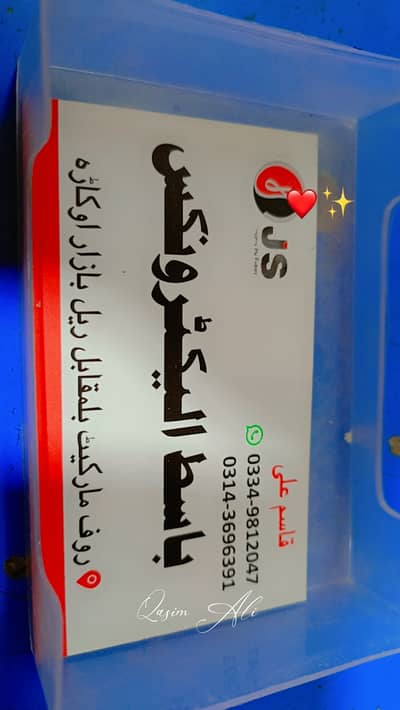 JS
قاسم علی
0334-9812047
0314-3696391
باسط الیکٹرونکس
روف مارکیٹ بلمقابل ریل بازار اوکاڑہ
Qasim Ali